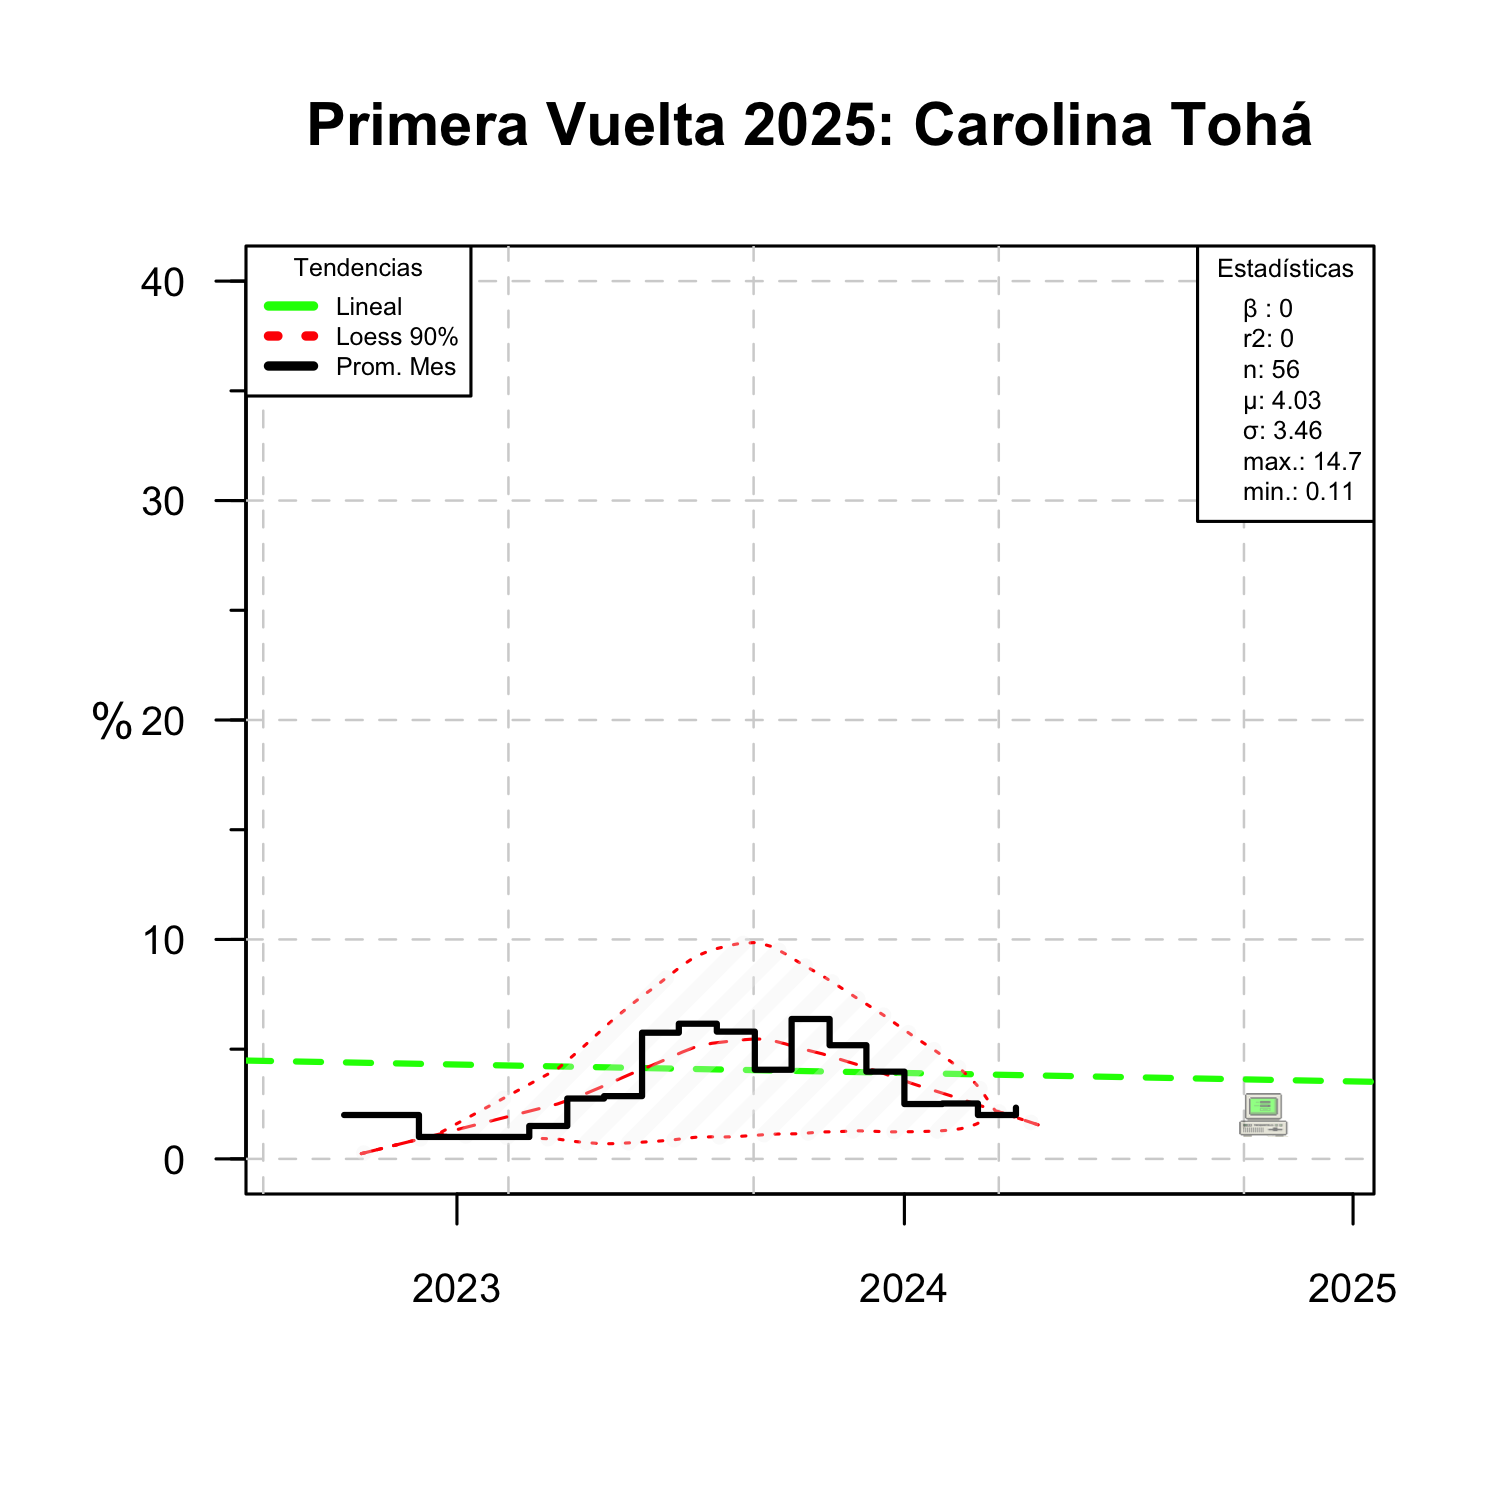 Primera Vuelta 2025: Carolina Tohá
Tendencias
Lineal
Loess 90%
Prom. Mes
Estadísticas
β : 0
r2: 0
n: 56
μ: 4.03
σ: 3.46
max.: 14.7
min.: 0.11
40
30
% 20
10
0
2023 2024 2025